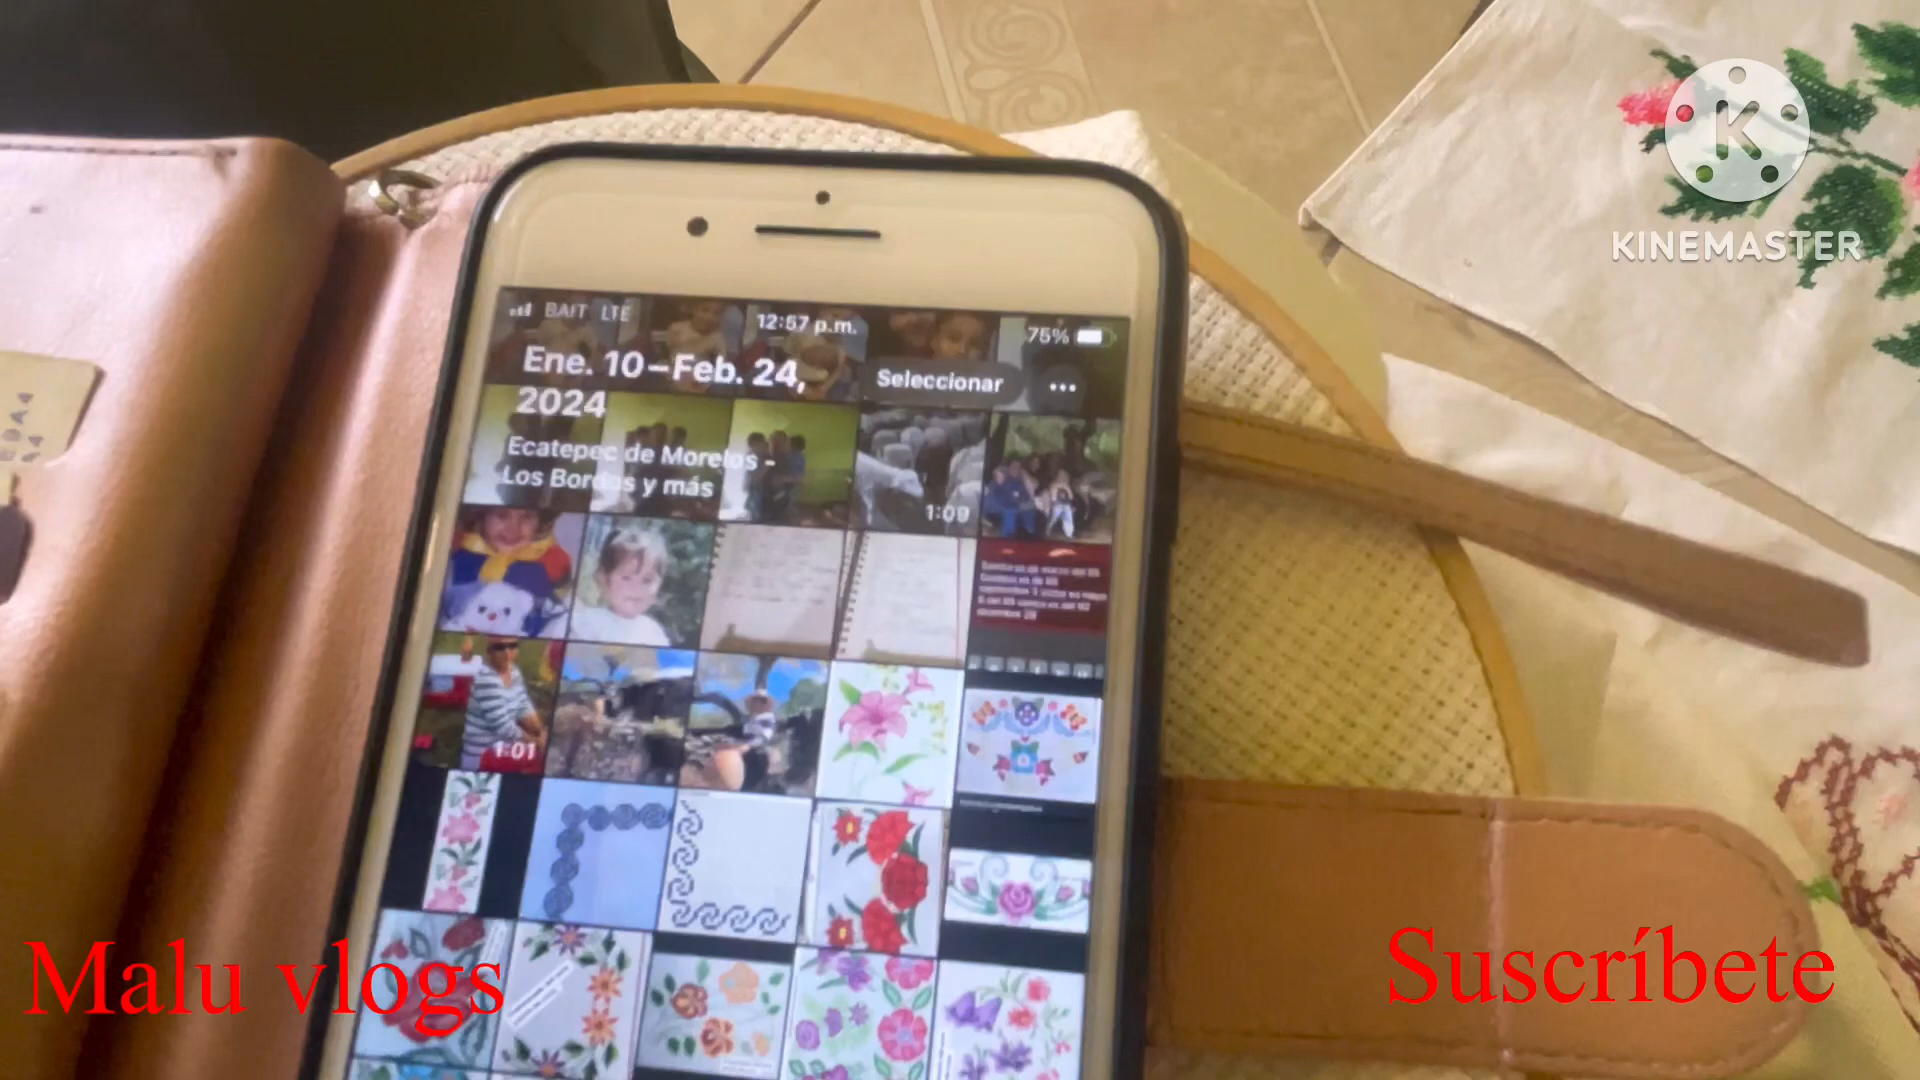 K
KINEMASTER
BAIT LTE
12:57 p.m.
75%
Ene. 10–Feb. 24,
2024
Seleccionar
Ecatepec de Morelos -
Los Bordos y más
1:09
1:01
Malu vlogs
Suscríbete